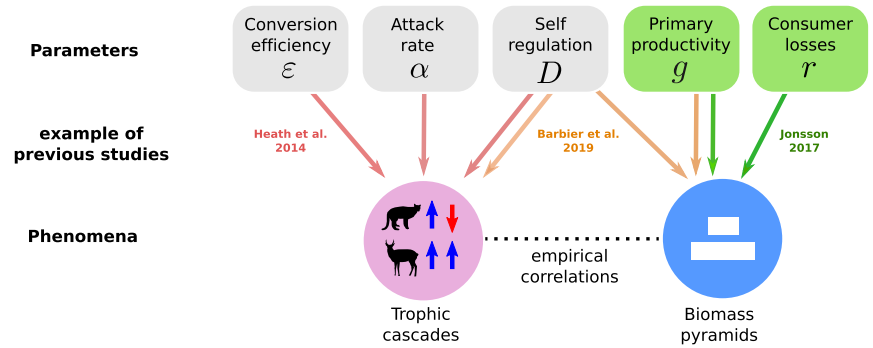 Parameters
Conversion
efficiency
ε
Attack
rate
α
Self
regulation
D
Primary
productivity
g
Consumer
losses
r
example of
previous studies
Heath et al.
2014
Barbier et al.
2019
Jonsson
2017
Phenomena
empirical
correlations
Trophic
cascades
Biomass
pyramids